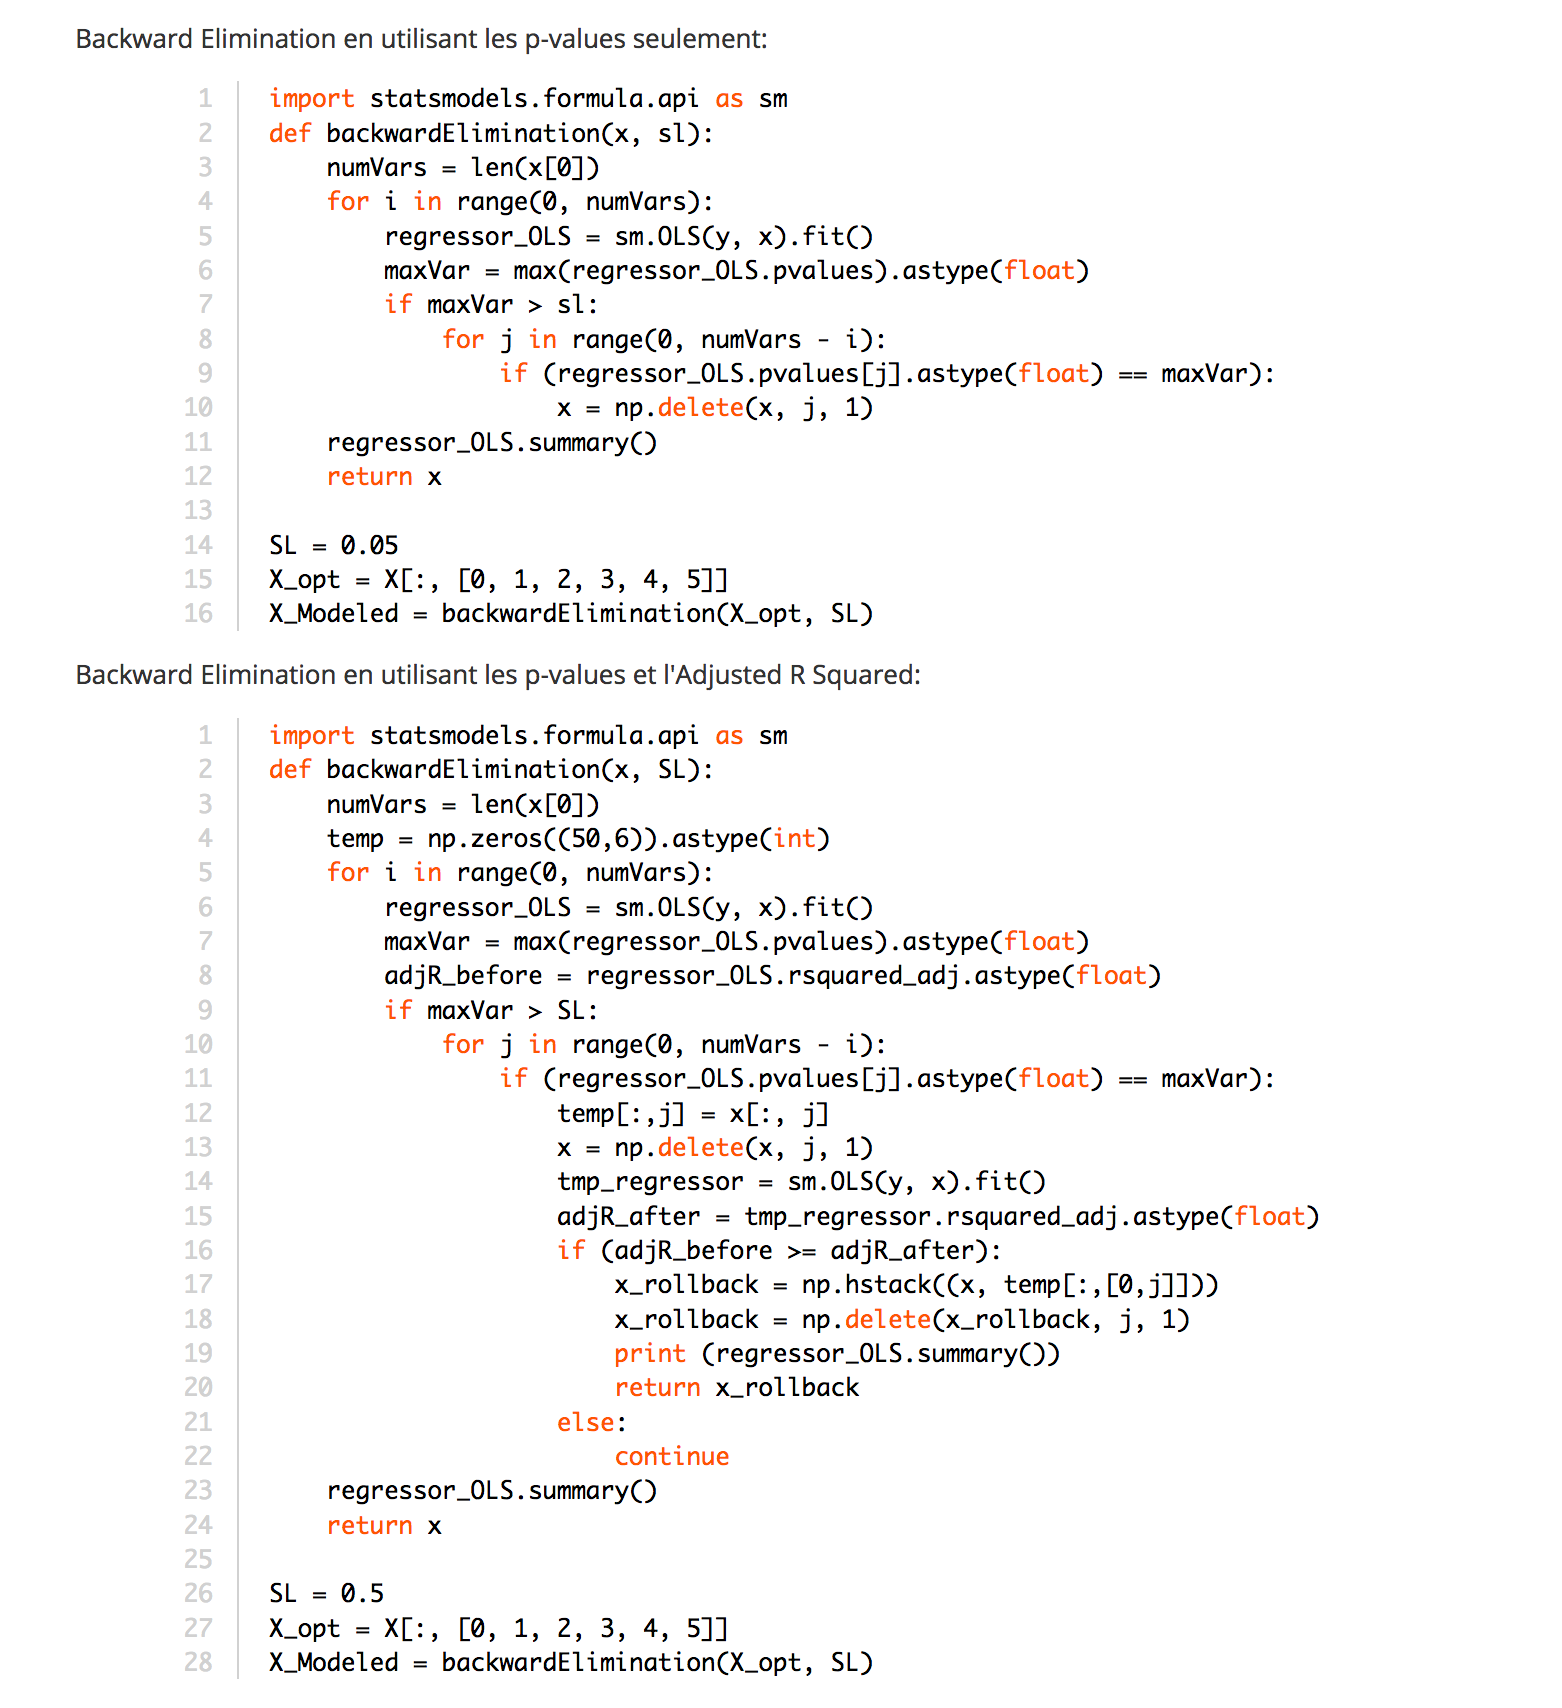 Backward Elimination en utilisant les p-values seulement:
1 import statsmodels.formula.api as sm
2 def backwardElimination(x, sl):
3     numVars = len(x[0])
4     for i in range(0, numVars):
5         regressor_OLS = sm.OLS(y, x).fit()
6         maxVar = max(regressor_OLS.pvalues).astype(float)
7         if maxVar > sl:
8             for j in range(0, numVars - i):
9                 if (regressor_OLS.pvalues[j].astype(float) == maxVar):
10                     x = np.delete(x, j, 1)
11     regressor_OLS.summary()
12     return x
13
14 SL = 0.05
15 X_opt = X[:, [0, 1, 2, 3, 4, 5]]
16 X_Modeled = backwardElimination(X_opt, SL)
Backward Elimination en utilisant les p-values et l'Adjusted R Squared:
1 import statsmodels.formula.api as sm
2 def backwardElimination(x, SL):
3     numVars = len(x[0])
4     temp = np.zeros((50,6)).astype(int)
5     for i in range(0, numVars):
6         regressor_OLS = sm.OLS(y, x).fit()
7         maxVar = max(regressor_OLS.pvalues).astype(float)
8         adjR_before = regressor_OLS.rsquared_adj.astype(float)
9         if maxVar > SL:
10             for j in range(0, numVars - i):
11                 if (regressor_OLS.pvalues[j].astype(float) == maxVar):
12                     temp[:,j] = x[:, j]
13                     x = np.delete(x, j, 1)
14                     tmp_regressor = sm.OLS(y, x).fit()
15                     adjR_after = tmp_regressor.rsquared_adj.astype(float)
16                     if (adjR_before >= adjR_after):
17                         x_rollback = np.hstack((x, temp[:,[0,j]]))
18                         x_rollback = np.delete(x_rollback, j, 1)
19                         print (regressor_OLS.summary())
20                         return x_rollback
21                     else:
22                         continue
23     regressor_OLS.summary()
24     return x
25
26 SL = 0.5
27 X_opt = X[:, [0, 1, 2, 3, 4, 5]]
28 X_Modeled = backwardElimination(X_opt, SL)